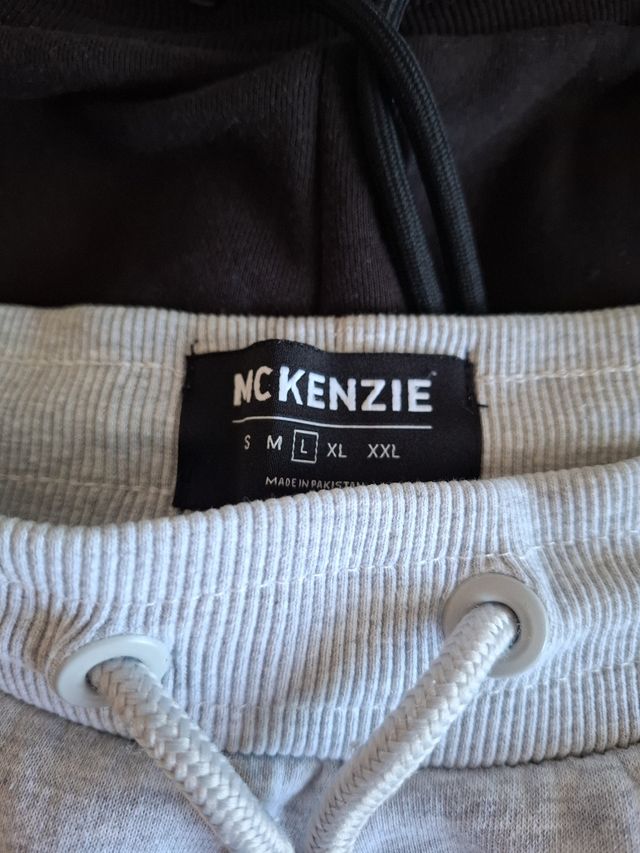 MCKENZIE
S M L XL XXL
MADE IN PAKISTAN